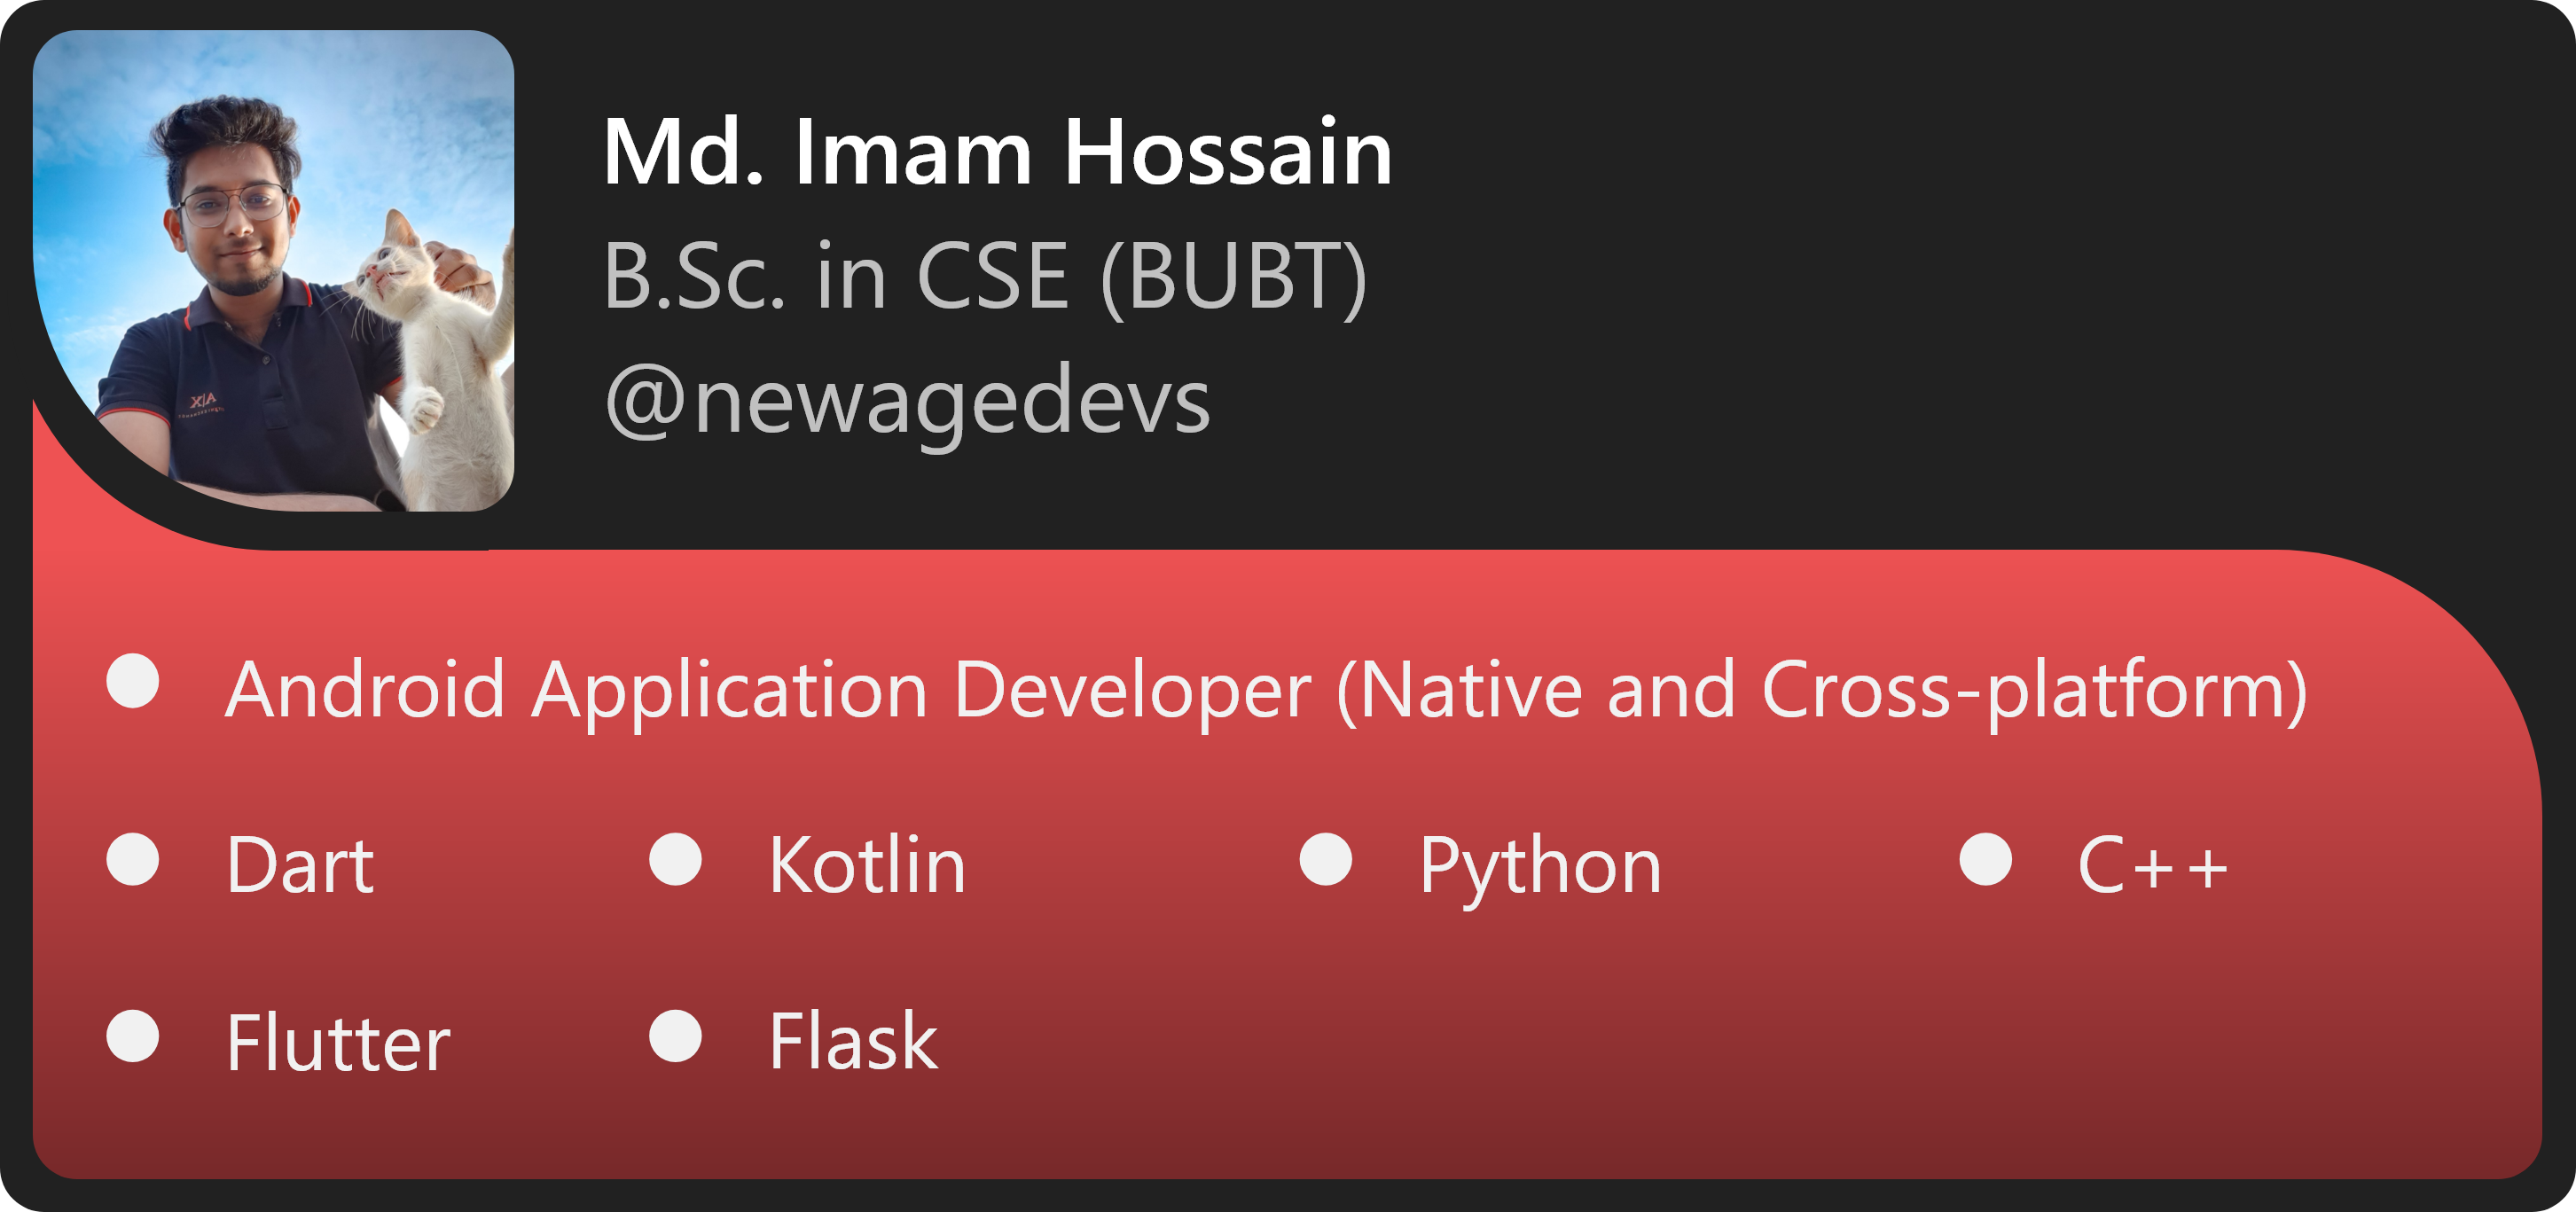 Md. Imam Hossain
B.Sc. in CSE (BUBT)
@newagedevs
X|A
Android Application Developer (Native and Cross-platform)
Dart Kotlin Python C++
Flutter Flask